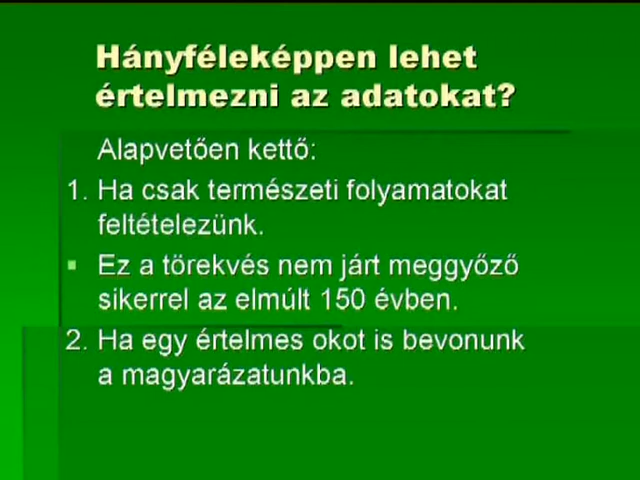 Hányféleképpen lehet
értelmezni az adatokat?
Alapvetően kettő:
1. Ha csak természeti folyamatokat
feltételezünk.
▪ Ez a törekvés nem járt meggyőző
sikerrel az elmúlt 150 évben.
2. Ha egy értelmes okot is bevonunk
a magyarázatunkba.